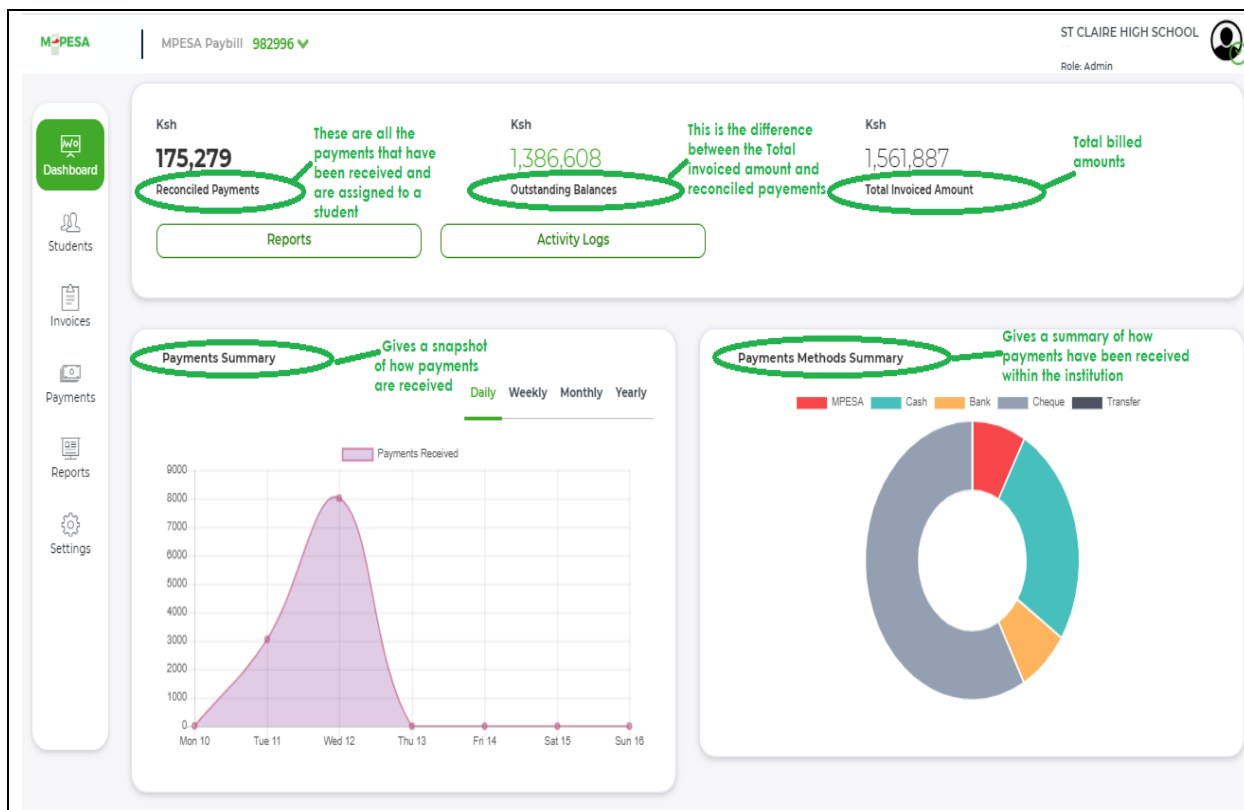 M-PESA
MPESA Paybill 982996
ST CLAIRE HIGH SCHOOL
Role: Admin
Dashboard
Students
Invoices
Payments
Reports
Settings
Ksh
175,279
Reconciled Payments
These are all the
payments that have
been received and
are assigned to a
student
Ksh
1,386,608
Outstanding Balances
This is the difference
between the Total
invoiced amount and
reconciled payements
Ksh
1,561,887
Total Invoiced Amount
Total billed
amounts
Reports
Activity Logs
Payments Summary
Gives a snapshot
of how payments
are received
Daily Weekly Monthly Yearly
Payments Received
9000
8000
7000
6000
5000
4000
3000
2000
1000
0
Mon 10 Tue 11 Wed 12 Thu 13 Fri 14 Sat 15 Sun 16
Payments Methods Summary
Gives a summary of how
payments have been received
within the institution
MPESA Cash Bank Cheque Transfer